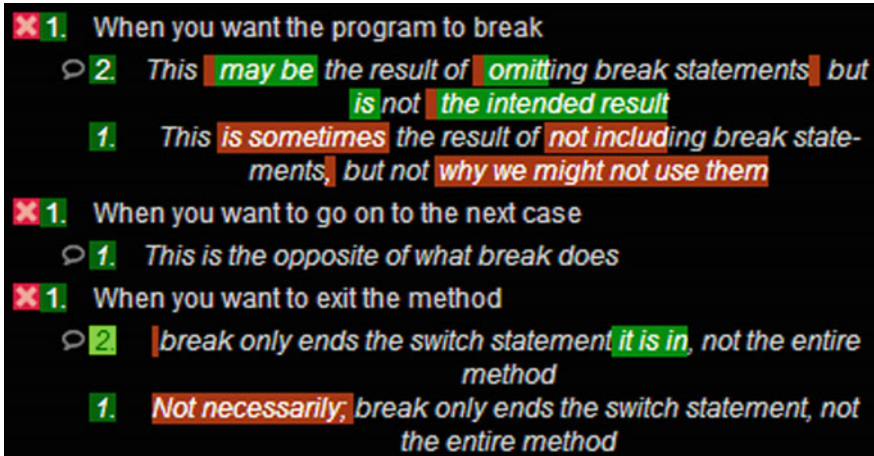 1. When you want the program to break
2. This may be the result of omitting break statements but
is not the intended result
1. This is sometimes the result of not including break state-
ments, but not why we might not use them
1. When you want to go on to the next case
1. This is the opposite of what break does
1. When you want to exit the method
2. break only ends the switch statement it is in, not the entire
method
1. Not necessarily; break only ends the switch statement, not
the entire method